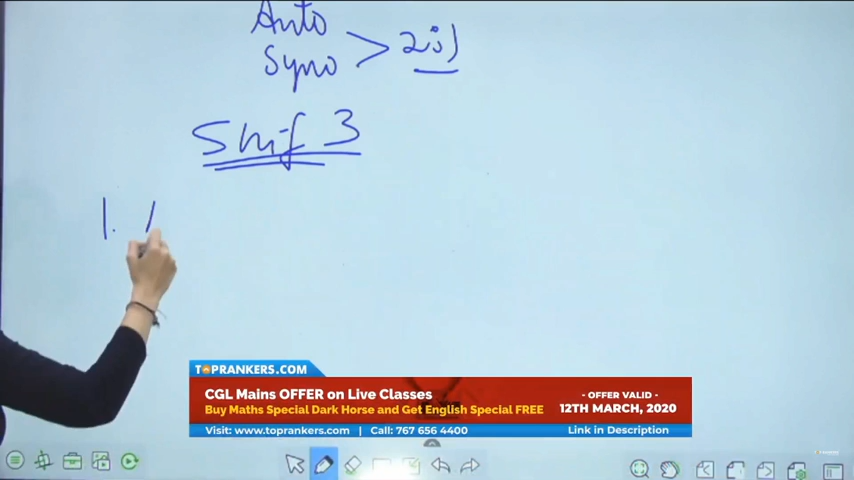 Anto
Syno > 2is)
Shif 3
1.
TOPRANKERS.COM
CGL Mains OFFER on Live Classes
Buy Maths Special Dark Horse and Get English Special FREE
- OFFER VALID -
12TH MARCH, 2020
Visit: www.toprankers.com | Call: 767 656 4400
Link in Description